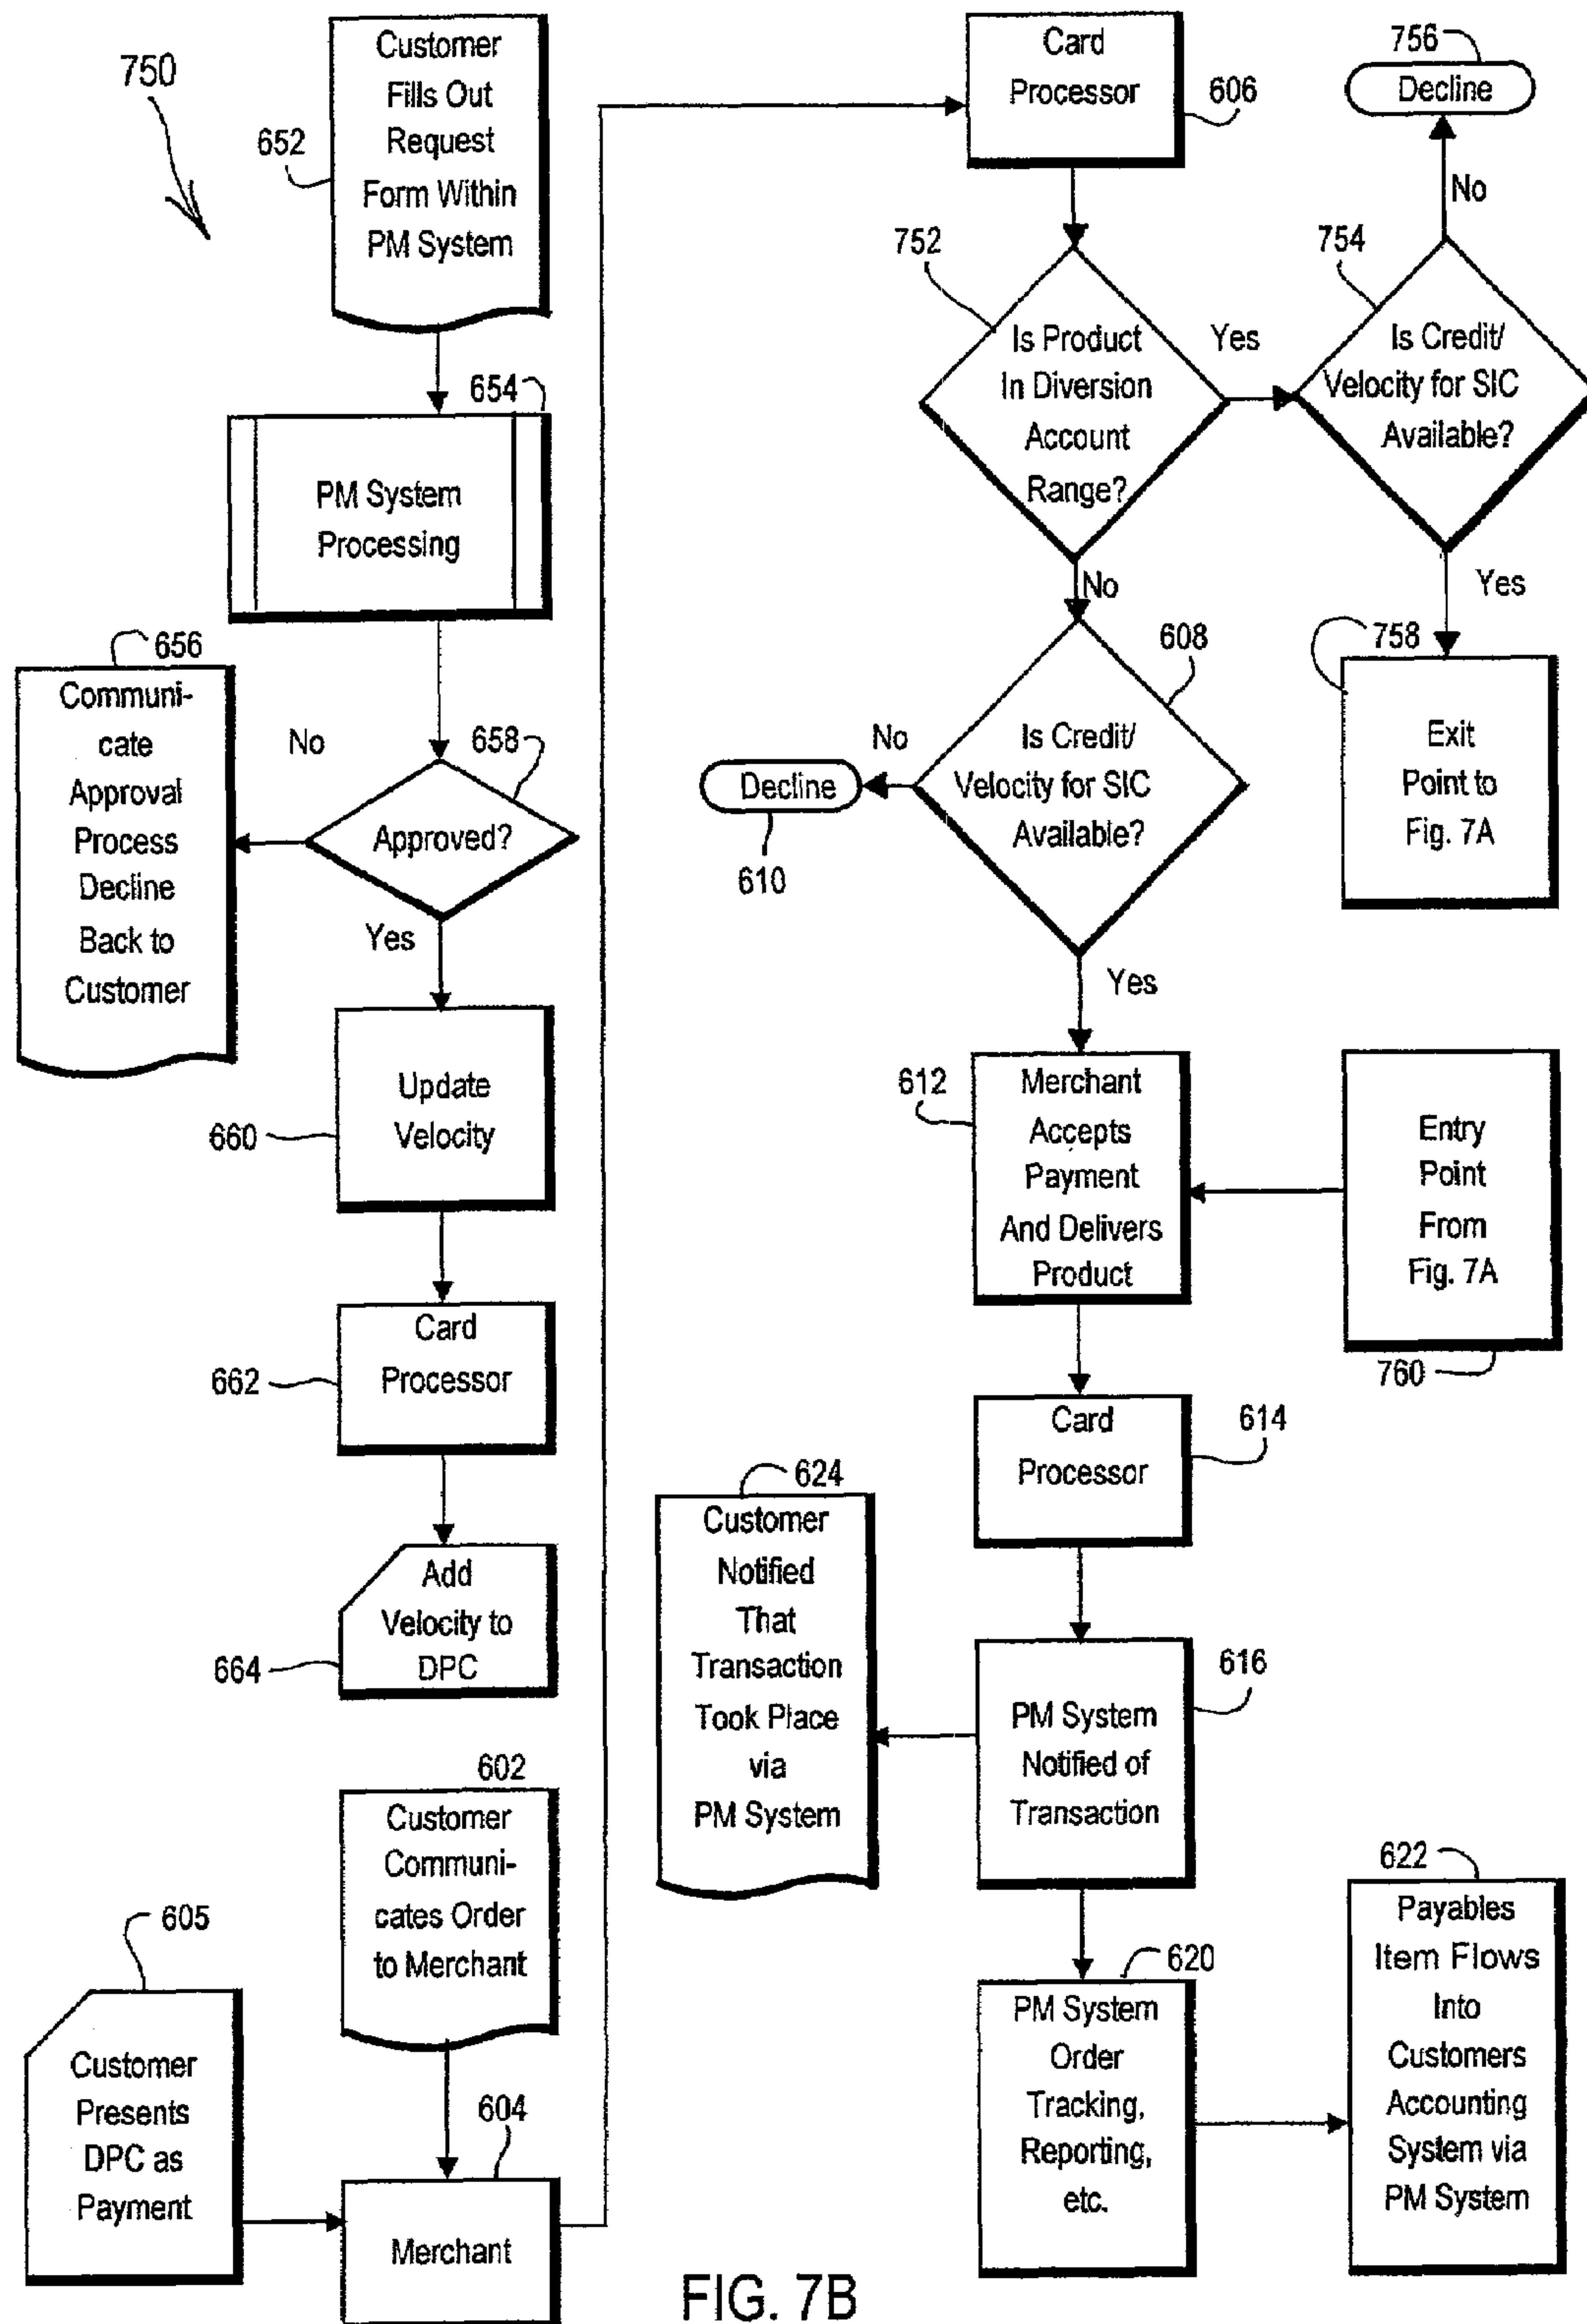 750
652
Customer
Fills Out
Request
Form Within
PM System
654
PM System
Processing
656
Communi-
cate
Approval
Process
Decline
Back to
Customer
No
658
Approved?
Yes
660
Update
Velocity
662
Card
Processor
664
Add
Velocity to
DPC
602
Customer
Communi-
cates Order
to Merchant
605
Customer
Presents
DPC as
Payment
604
Merchant
Card
Processor
606
752
Is Product
In Diversion
Account
Range?
Yes
No
756
Decline
No
754
Is Credit/
Velocity for SIC
Available?
Yes
758
Exit
Point to
Fig. 7A
608
Is Credit/
Velocity for SIC
Available?
No
Decline
610
Yes
612
Merchant
Accepts
Payment
And Delivers
Product
Entry
Point
From
Fig. 7A
760
Card
Processor
614
624
Customer
Notified
That
Transaction
Took Place
via
PM System
616
PM System
Notified of
Transaction
620
PM System
Order
Tracking,
Reporting,
etc.
622
Payables
Item Flows
Into
Customers
Accounting
System via
PM System
FIG. 7B